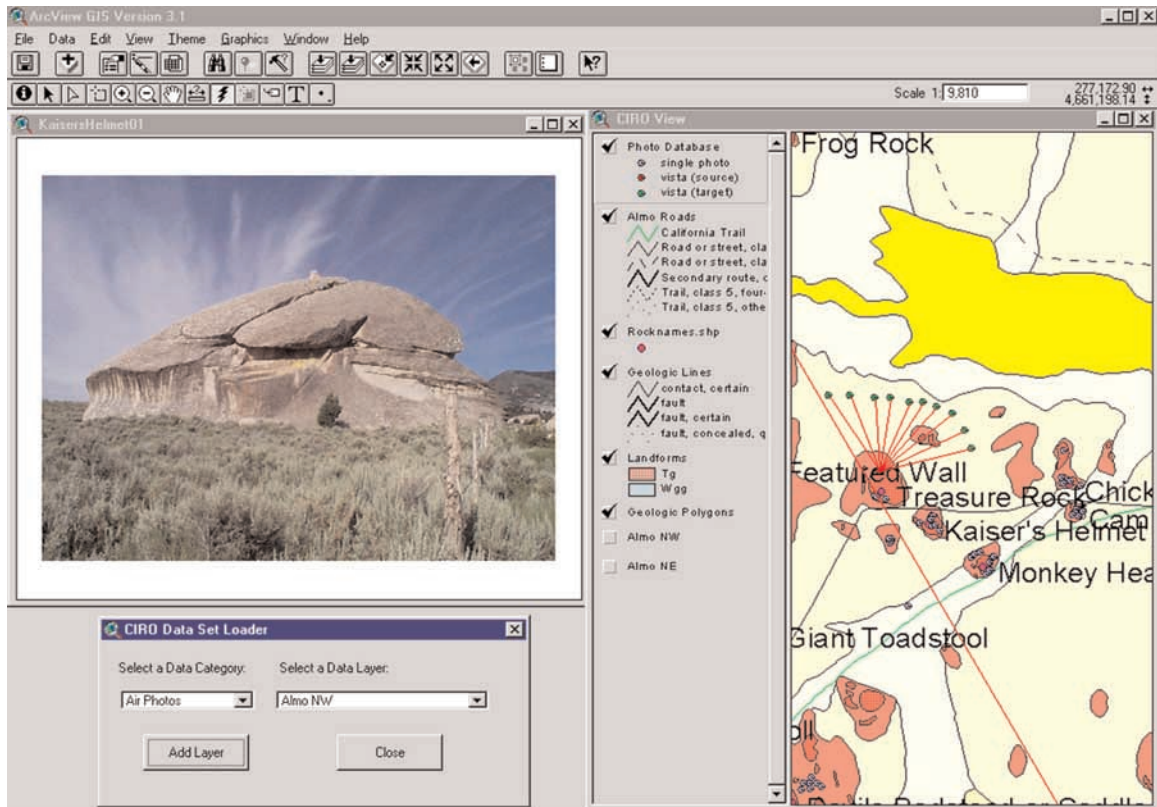 ArcView GIS Version 3.1
File Data Edit View Theme Graphics Window Help
Scale 1: 9,810
277,172.90
4,661,198.14
KaisersHelmet01
CIRO View
Photo Database
single photo
vista (source)
vista (target)
Almo Roads
California Trail
Road or street, cla
Road or street, cla
Secondary route, c
Trail, class 5, four-
Trail, class 5, othe
Rocknames.shp
Geologic Lines
contact, certain
fault
fault, certain
fault, concealed, q
Landforms
Tg
Wgg
Geologic Polygons
Almo NW
Almo NE
Frog Rock
Featured Wall
Treasure Rock
Chick
Cam
Kaiser's Helmet
Monkey Hea
Giant Toadstool
oll
CIRO Data Set Loader
Select a Data Category:
Select a Data Layer:
Air Photos
Almo NW
Add Layer
Close